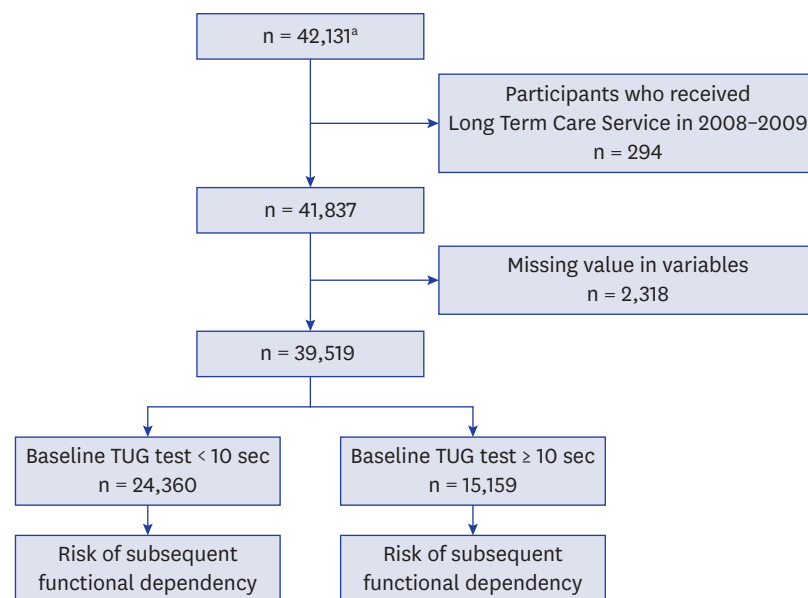 n = 42,131ª
Participants who received
Long Term Care Service in 2008–2009
n = 294
n = 41,837
Missing value in variables
n = 2,318
n = 39,519
Baseline TUG test < 10 sec
n = 24,360
Baseline TUG test ≥ 10 sec
n = 15,159
Risk of subsequent
functional dependency
Risk of subsequent
functional dependency